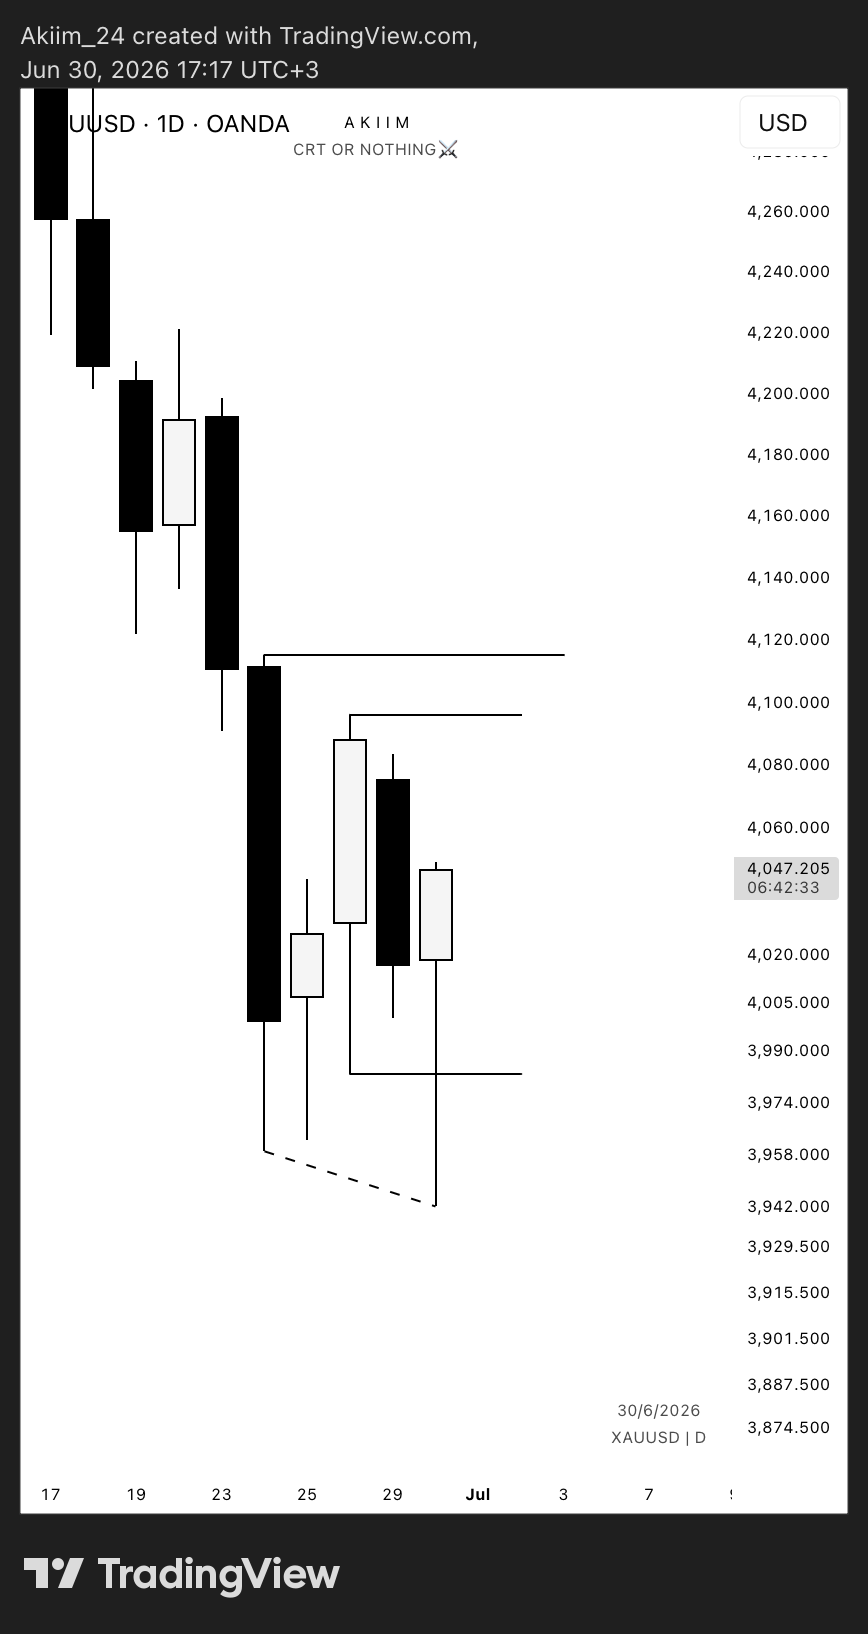 Akiim_24 created with TradingView.com,
Jun 30, 2026 17:17 UTC+3
UUSD · 1D · OANDA
A K I I M
CRT OR NOTHING⚔
USD
4,260.000
4,240.000
4,220.000
4,200.000
4,180.000
4,160.000
4,140.000
4,120.000
4,100.000
4,080.000
4,060.000
4,047.205
06:42:33
4,020.000
4,005.000
3,990.000
3,974.000
3,958.000
3,942.000
3,929.500
3,915.500
3,901.500
3,887.500
3,874.500
30/6/2026
XAUUSD | D
17 19 23 25 29 Jul 3 7
TradingView